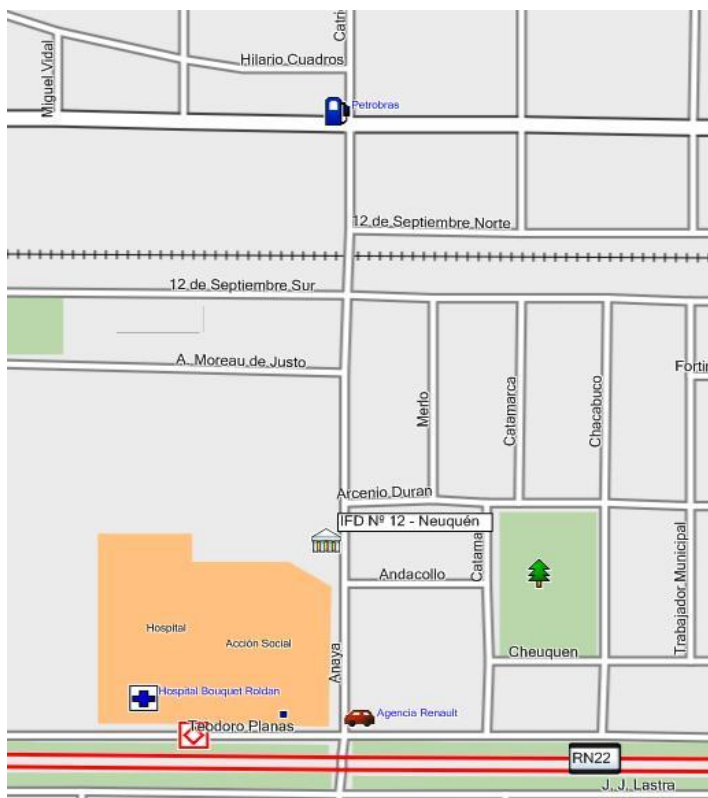 Catri
Miguel Vidal
Hilario Cuadros
Petrobras
12 de Septiembre Norte
12 de Septiembre Sur
A. Moreau de Justo
Fortin
Merlo
Catamarca
Chacabuco
Arcenio Duran
IFD Nº 12 - Neuquén
Catama
Andacollo
Trabajador Municipal
Hospital
Acción Social
Anaya
Cheuquen
Hospital Bouquet Roldan
Agencia Renault
Teodoro Planas
RN22
J. J. Lastra